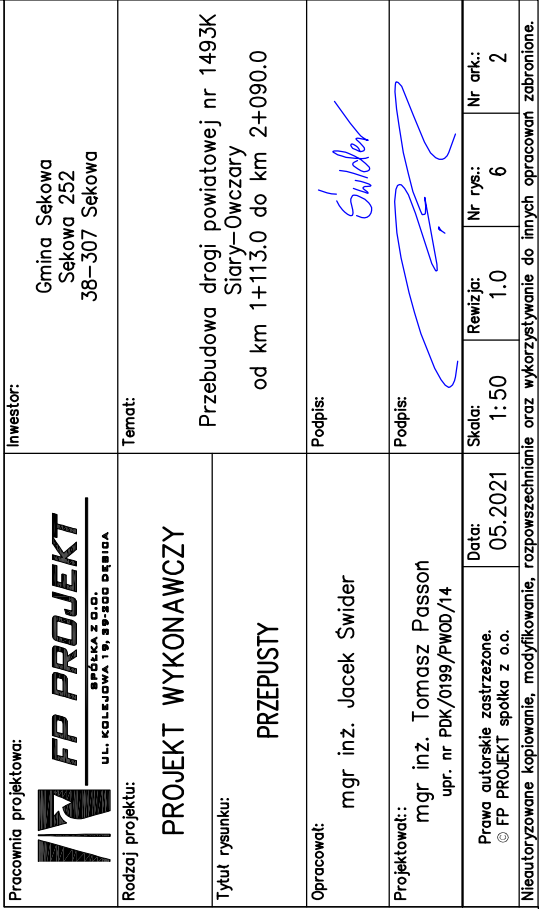 Pracownia projektowa:
FP PROJEKT
SPÓŁKA Z O.O.
UL. KOLEJOWA 19, 39-200 DĘBICA
Inwestor:
Gmina Sękowa
Sękowa 252
38-307 Sękowa
Rodzaj projektu:
PROJEKT WYKONAWCZY
Temat:
Przebudowa drogi powiatowej nr 1493K
Siary-Owczary
od km 1+113.0 do km 2+090.0
Tytuł rysunku:
PRZEPUSTY
Opracował:
mgr inż. Jacek Świder
Podpis:
Świder
Projektował::
mgr inż. Tomasz Passoń
upr. nr PDK/0199/PWOD/14
Podpis:
Prawa autorskie zastrzeżone.
© FP PROJEKT spółka z o.o.
Data:
05.2021
Skala:
1:50
Rewizja:
1.0
Nr rys.:
6
Nr ark.:
2
Nieautoryzowane kopiowanie, modyfikowanie, rozpowszechnianie oraz wykorzystywanie do innych opracowań zabronione.